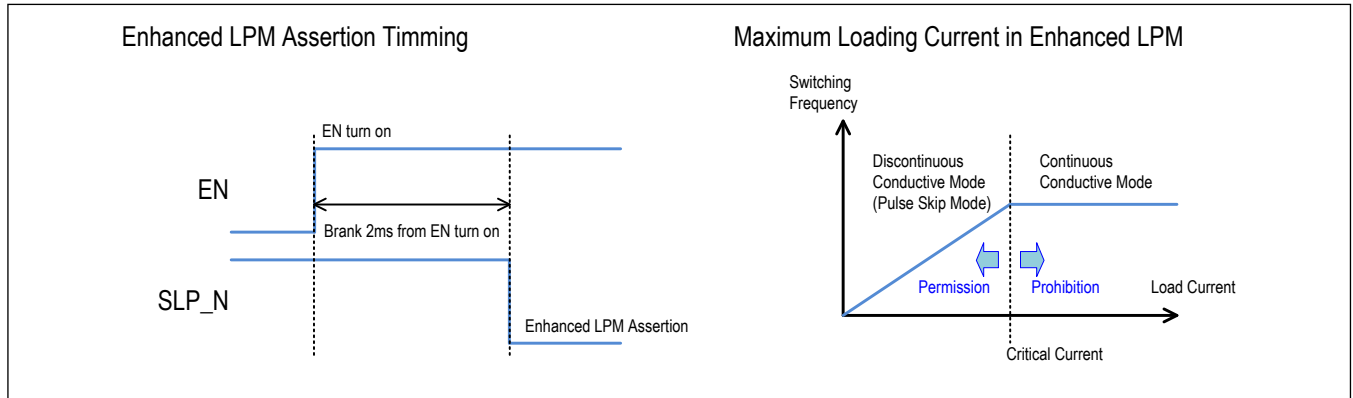 Enhanced LPM Assertion Timming
EN turn on
EN
Brank 2ms from EN turn on
SLP_N
Enhanced LPM Assertion
Maximum Loading Current in Enhanced LPM
Switching
Frequency
Discontinuous
Conductive Mode
(Pulse Skip Mode)
Continuous
Conductive Mode
Permission
Prohibition
Load Current
Critical Current